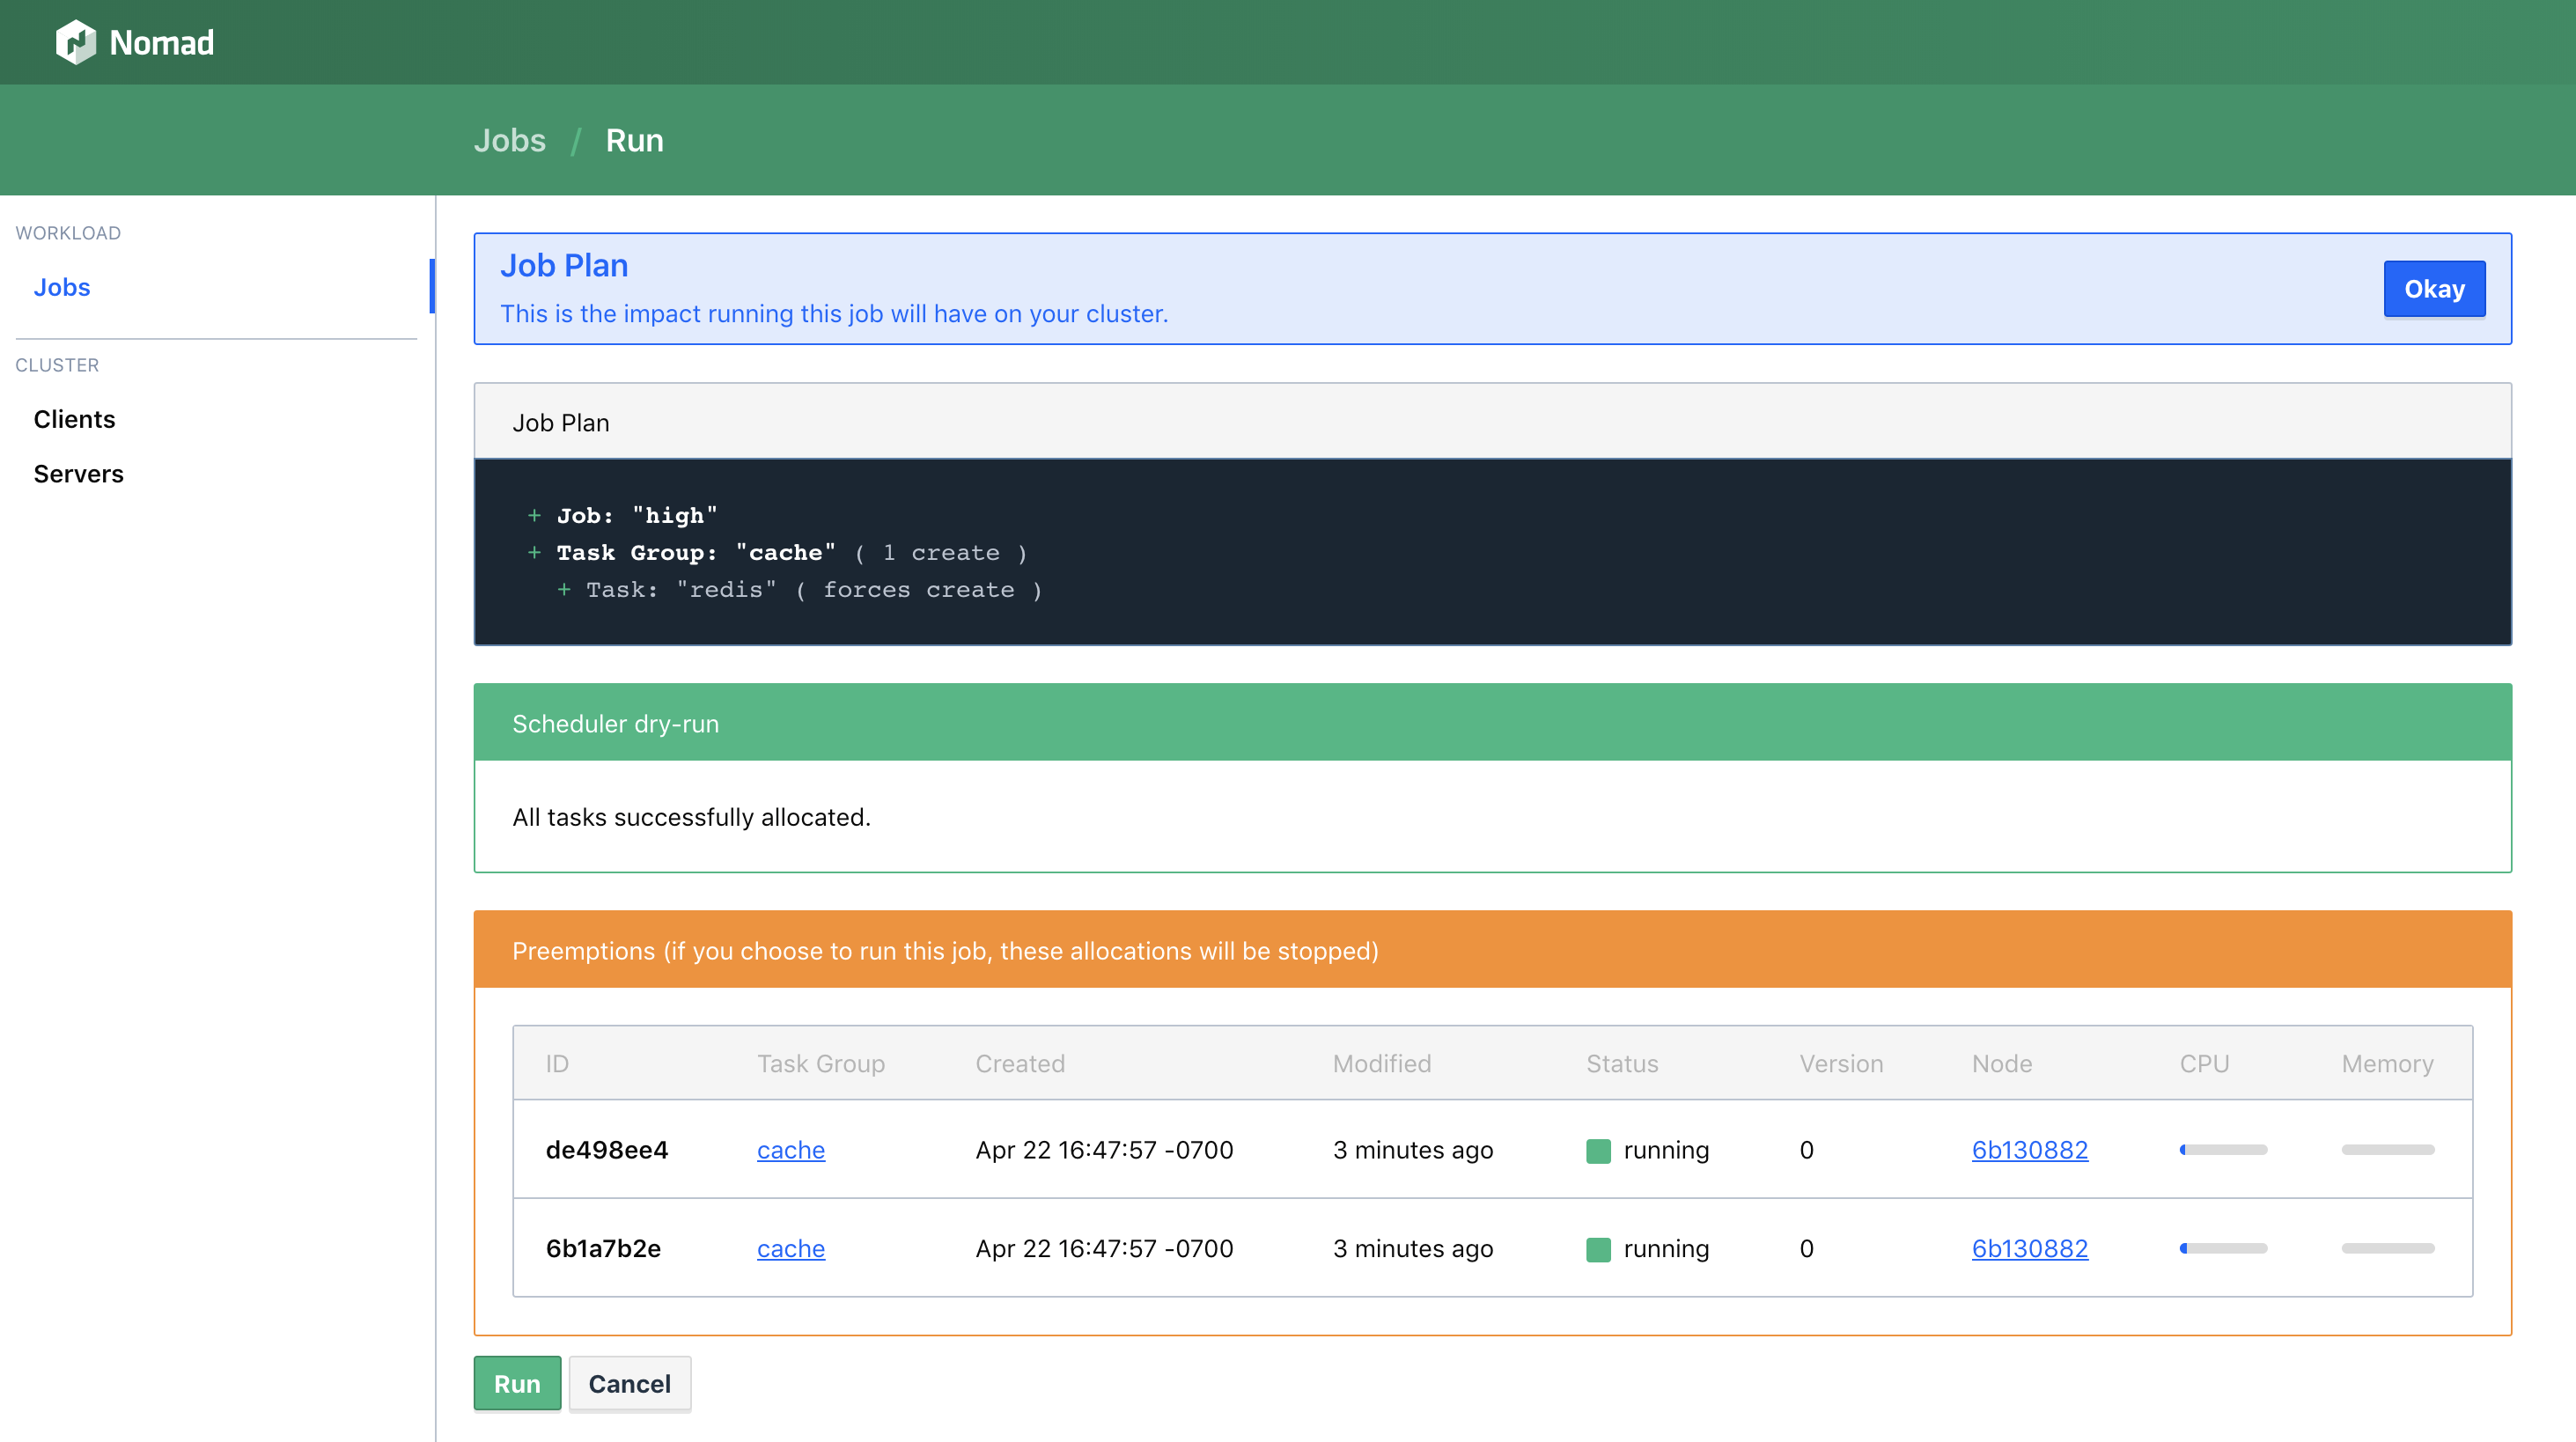 Nomad
Jobs / Run
WORKLOAD
Jobs
CLUSTER
Clients
Servers
Job Plan
This is the impact running this job will have on your cluster.
Okay
Job Plan
+ Job: "high"
+ Task Group: "cache" ( 1 create )
+ Task: "redis" ( forces create )
Scheduler dry-run
All tasks successfully allocated.
Preemptions (if you choose to run this job, these allocations will be stopped)
ID Task Group Created Modified Status Version Node CPU Memory
de498ee4 cache Apr 22 16:47:57 -0700 3 minutes ago running 0 6b130882
6b1a7b2e cache Apr 22 16:47:57 -0700 3 minutes ago running 0 6b130882
Run Cancel